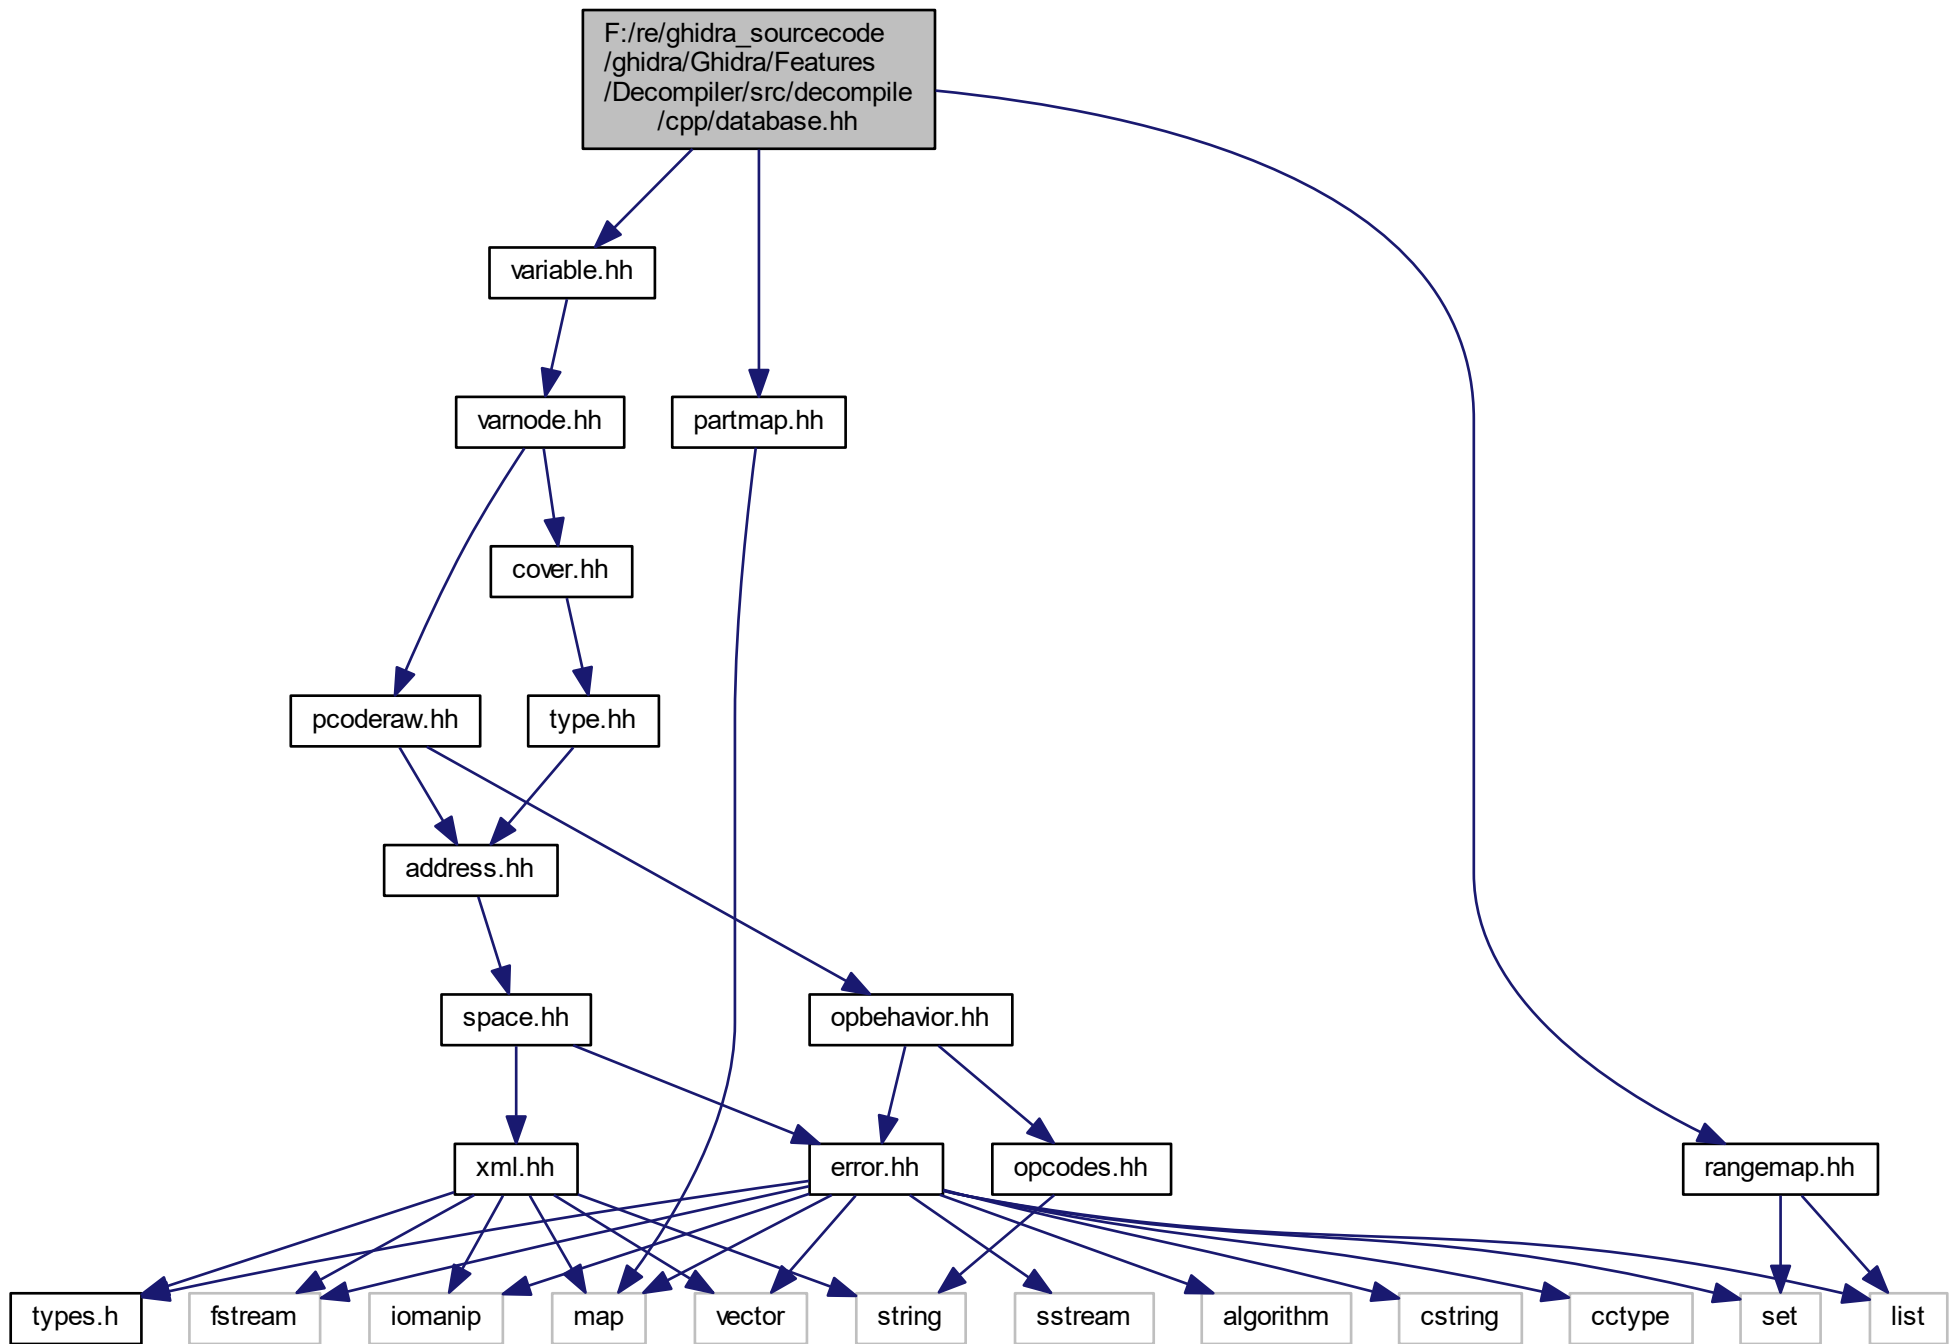 F:/re/ghidra_sourcecode
/ghidra/Ghidra/Features
/Decompiler/src/decompile
/cpp/database.hh
variable.hh
varnode.hh
partmap.hh
cover.hh
pcoderaw.hh
type.hh
address.hh
space.hh
opbehavior.hh
xml.hh
error.hh
opcodes.hh
rangemap.hh
types.h
fstream
iomanip
map
vector
string
sstream
algorithm
cstring
cctype
set
list